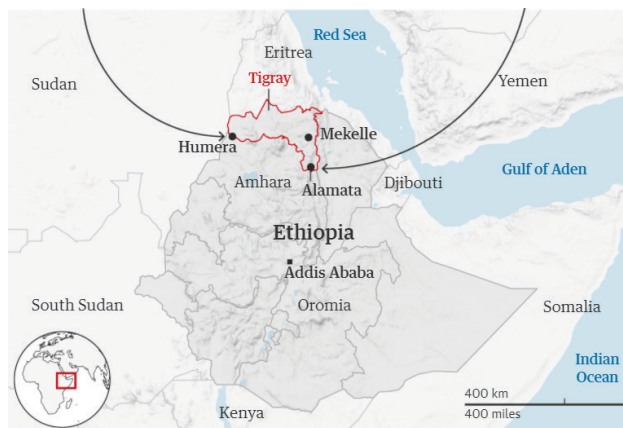 Red Sea
Eritrea
Sudan
Tigray
Yemen
Humera
Mekelle
Gulf of Aden
Amhara
Alamata
Djibouti
Ethiopia
Addis Ababa
South Sudan
Oromia
Somalia
Indian
Ocean
Kenya
400 km
400 miles